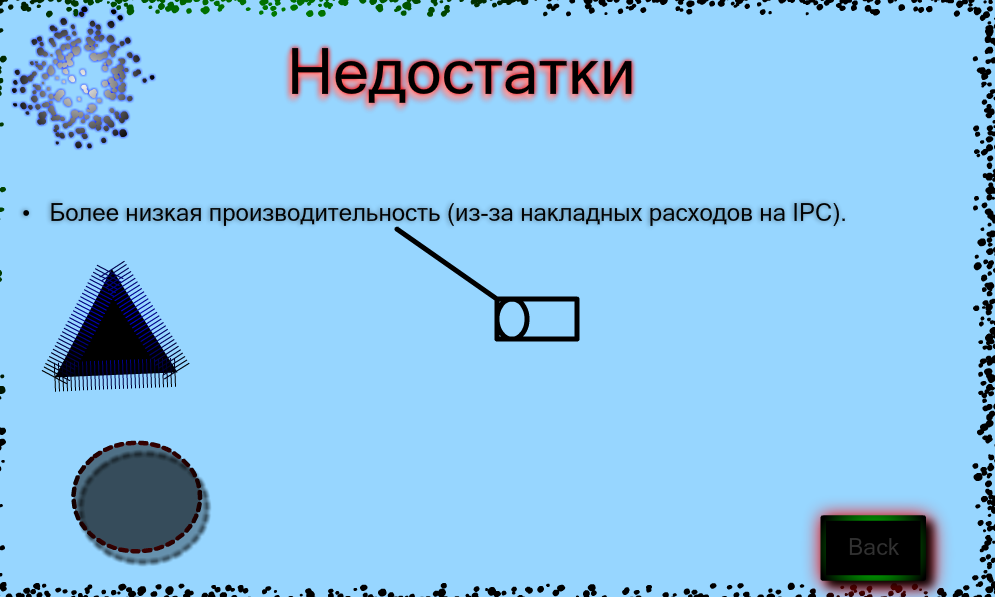 Недостатки
• Более низкая производительность (из-за накладных расходов на IPC).
Back